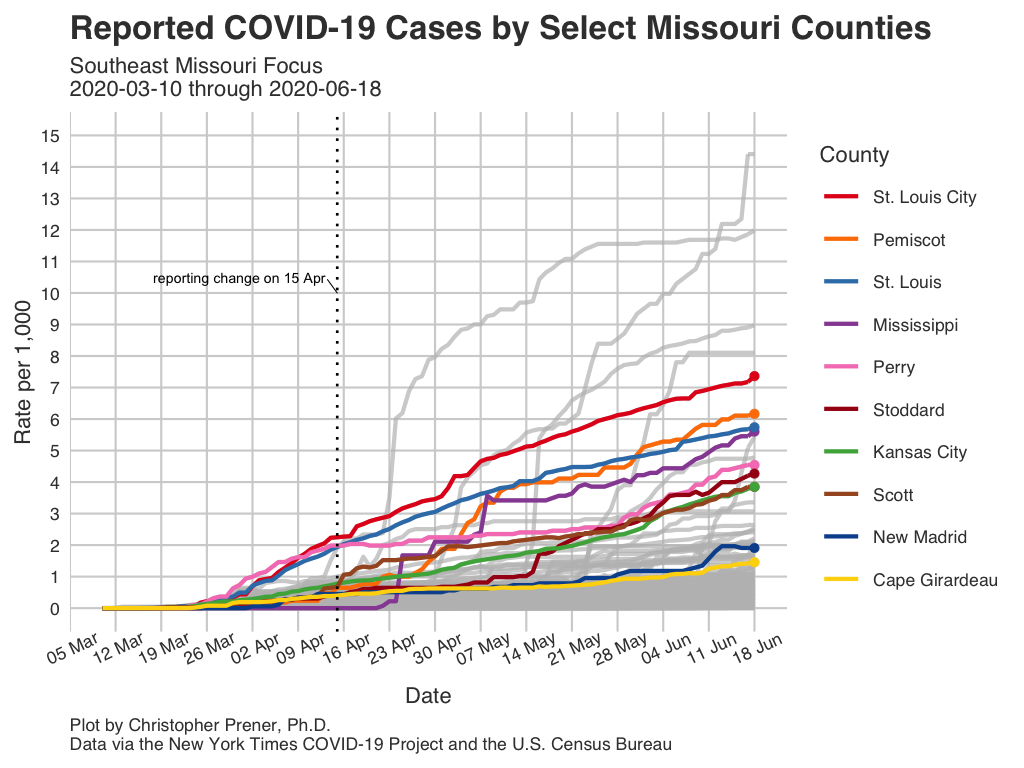 Reported COVID-19 Cases by Select Missouri Counties
Southeast Missouri Focus
2020-03-10 through 2020-06-18
15
14
13
12
11
10
9
8
7
6
5
4
3
2
1
0
Rate per 1,000
reporting change on 15 Apr
05 Mar
12 Mar
19 Mar
26 Mar
02 Apr
09 Apr
16 Apr
23 Apr
30 Apr
07 May
14 May
21 May
28 May
04 Jun
11 Jun
18 Jun
Date
County
St. Louis City
Pemiscot
St. Louis
Mississippi
Perry
Stoddard
Kansas City
Scott
New Madrid
Cape Girardeau
Plot by Christopher Prener, Ph.D.
Data via the New York Times COVID-19 Project and the U.S. Census Bureau